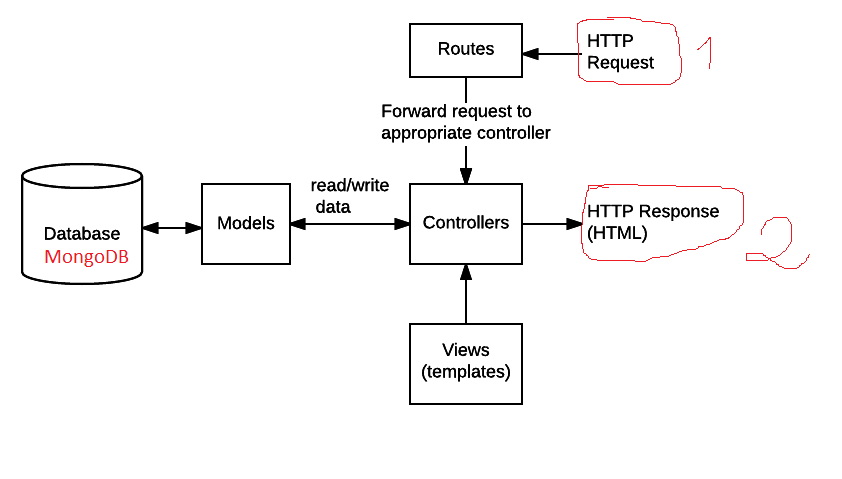 Routes
HTTP
Request
1
Forward request to
appropriate controller
read/write
data
Database
MongoDB
Models
Controllers
HTTP Response
(HTML)
2
Views
(templates)